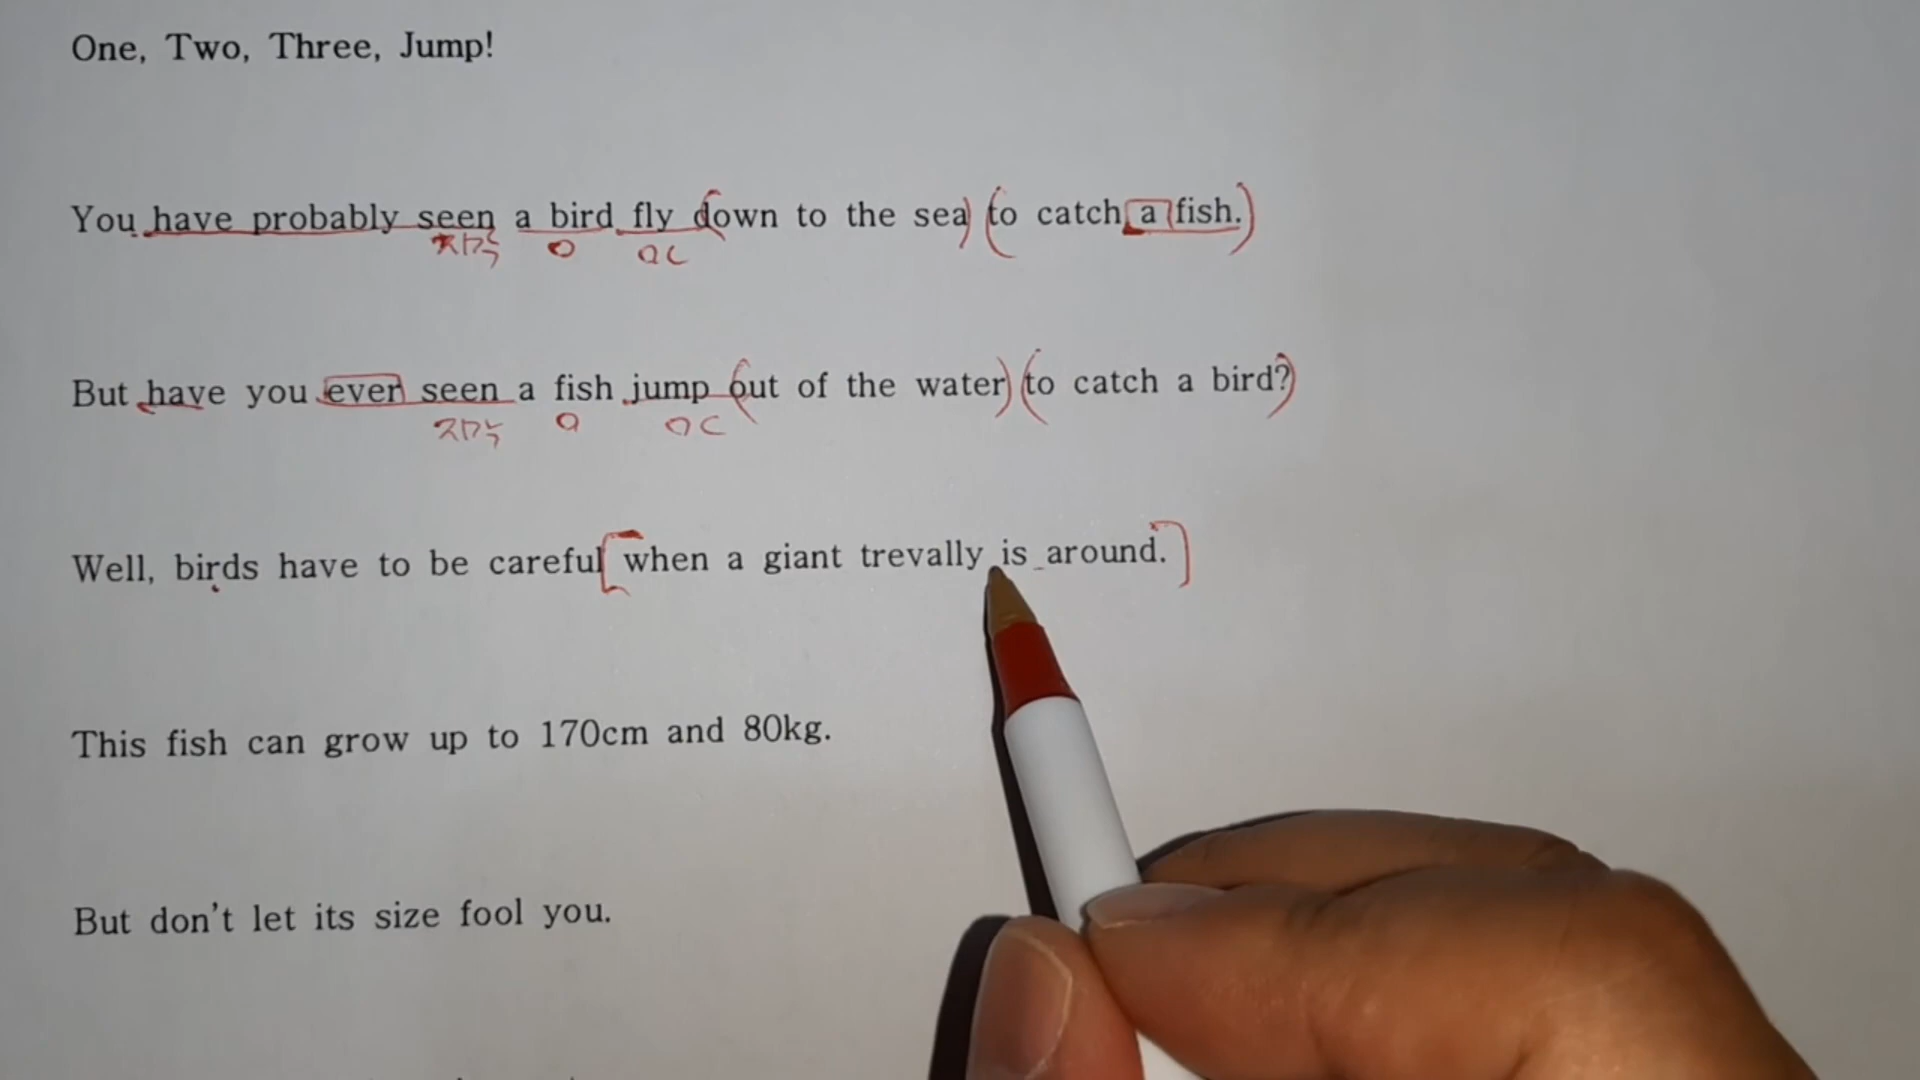 One, Two, Three, Jump!
You have probably seen a bird fly down to the sea to catch a fish.
지각 O OC
But have you ever seen a fish jump out of the water to catch a bird?
지각 O OC
Well, birds have to be careful when a giant trevally is around.
This fish can grow up to 170cm and 80kg.
But don't let its size fool you.